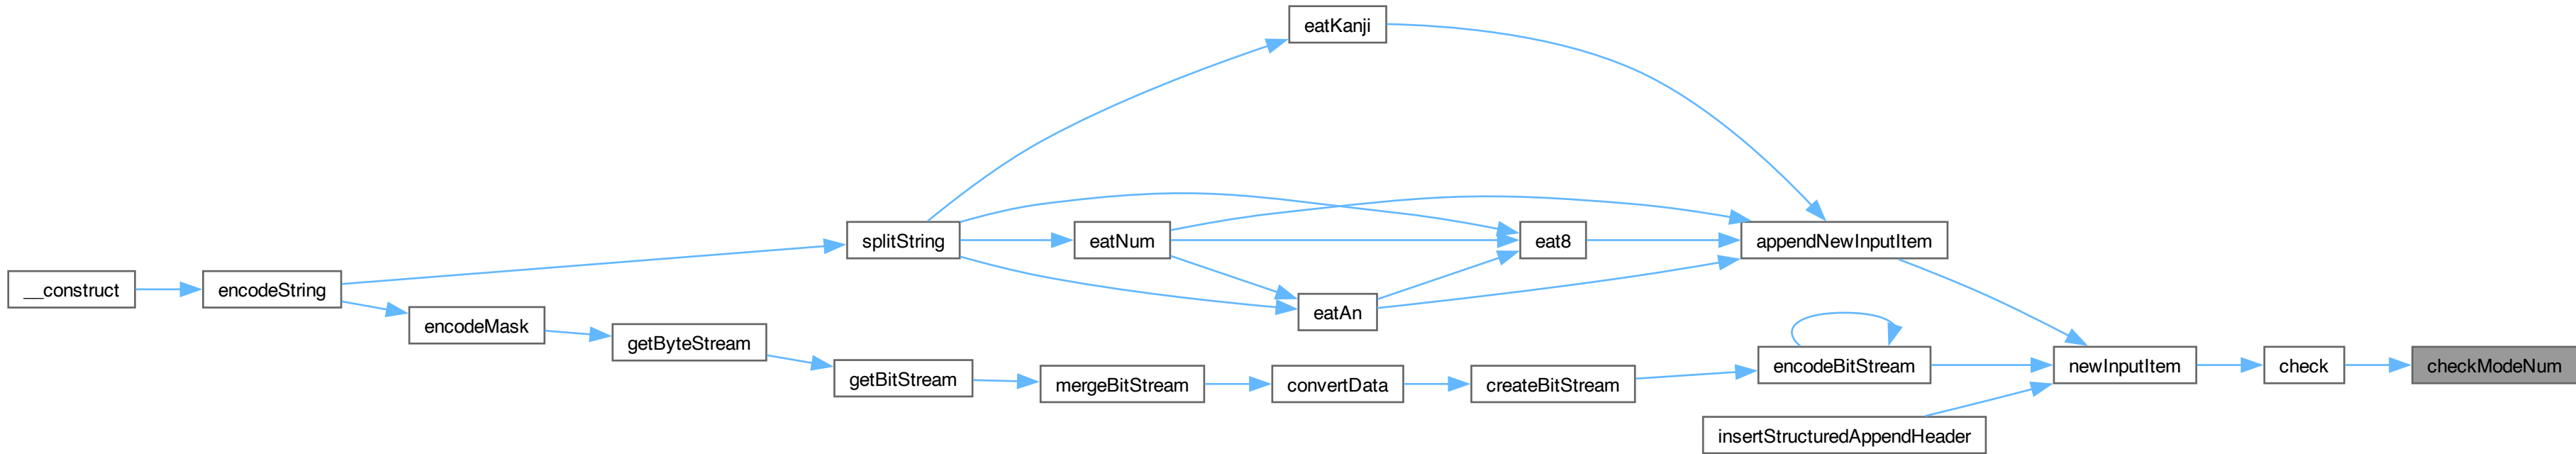 eatKanji
splitString
eatNum
eat8
appendNewInputItem
__construct
encodeString
eatAn
encodeMask
getByteStream
getBitStream
mergeBitStream
convertData
createBitStream
encodeBitStream
newInputItem
check
checkModeNum
insertStructuredAppendHeader